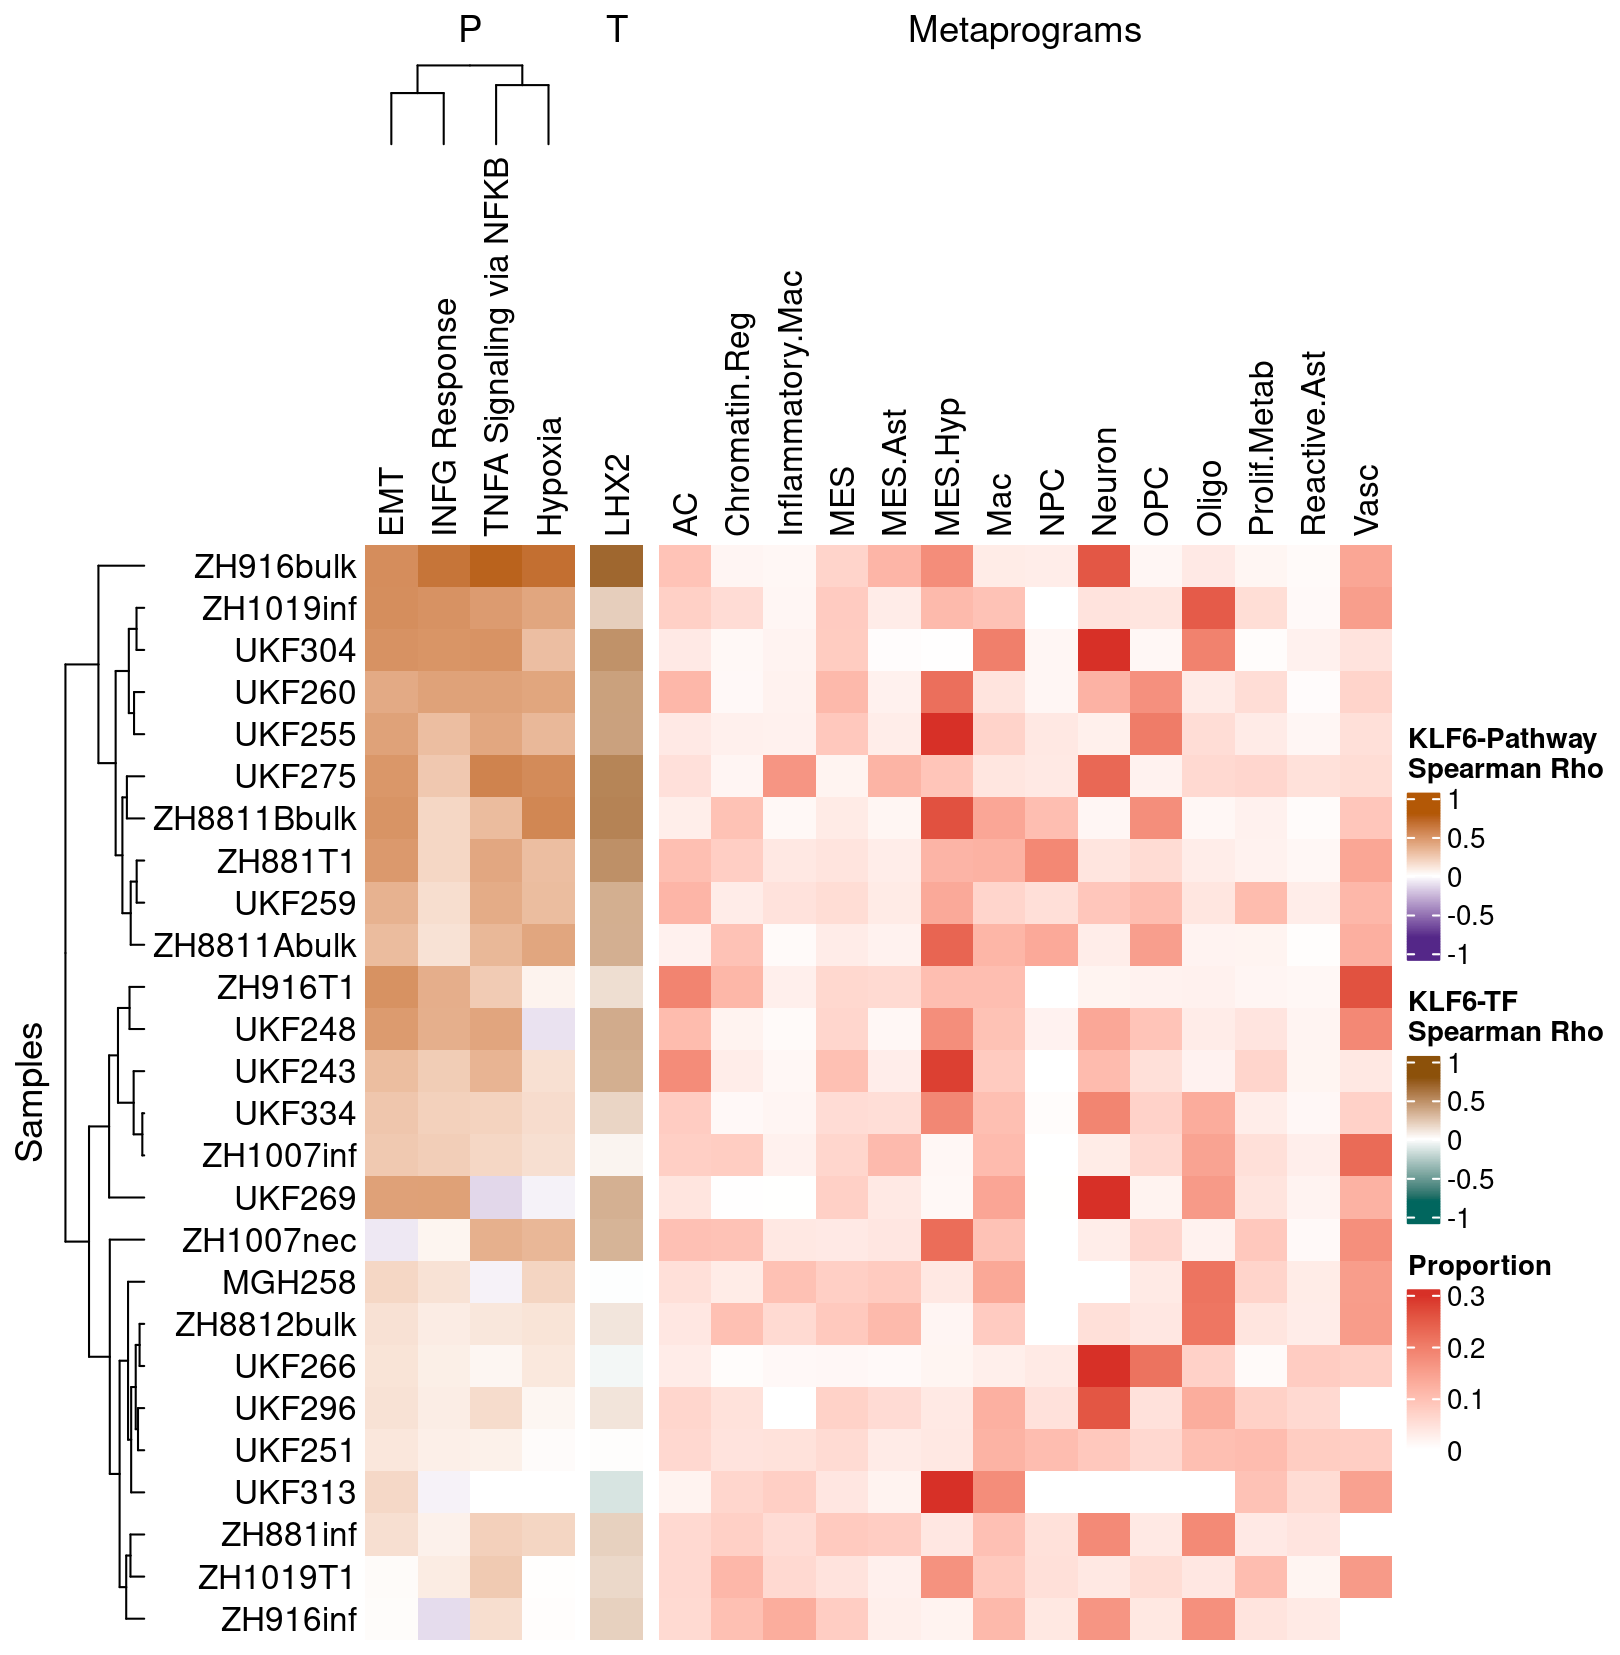 P
T
Metaprograms
EMT
INFG Response
TNFA Signaling via NFKB
Hypoxia
LHX2
AC
Chromatin.Reg
Inflammatory.Mac
MES
MES.Ast
MES.Hyp
Mac
NPC
Neuron
OPC
Oligo
Prolif.Metab
Reactive.Ast
Vasc
Samples
ZH916bulk
ZH1019inf
UKF304
UKF260
UKF255
UKF275
ZH8811Bbulk
ZH881T1
UKF259
ZH8811Abulk
ZH916T1
UKF248
UKF243
UKF334
ZH1007inf
UKF269
ZH1007nec
MGH258
ZH8812bulk
UKF266
UKF296
UKF251
UKF313
ZH881inf
ZH1019T1
ZH916inf
KLF6-Pathway
Spearman Rho
1
0.5
0
-0.5
-1
KLF6-TF
Spearman Rho
1
0.5
0
-0.5
-1
Proportion
0.3
0.2
0.1
0